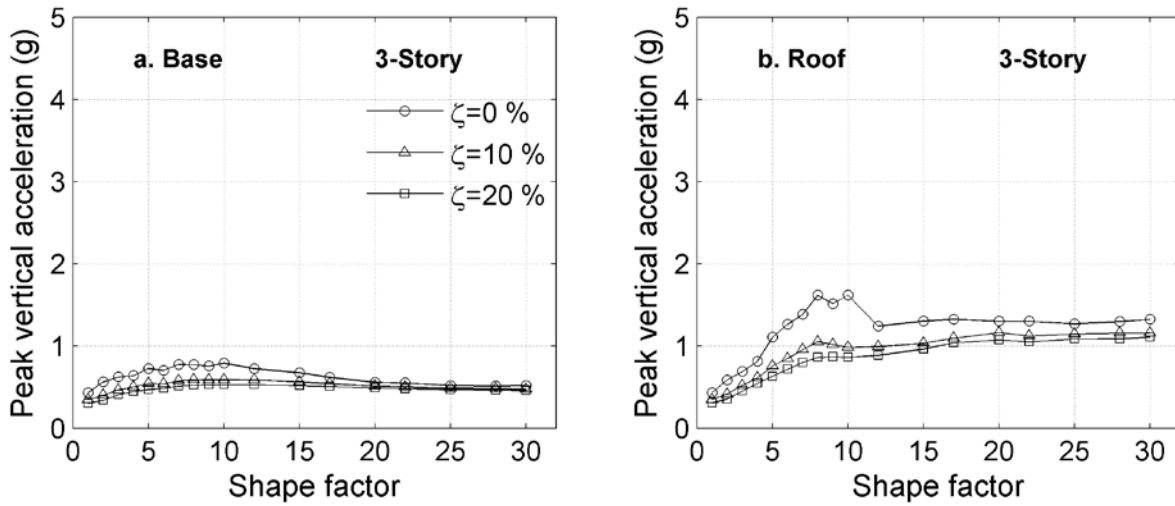 Peak vertical acceleration (g)
5
4
3
2
1
0
a. Base 3-Story
ζ=0 %
ζ=10 %
ζ=20 %
0 5 10 15 20 25 30
Shape factor
Peak vertical acceleration (g)
5
4
3
2
1
0
b. Roof 3-Story
0 5 10 15 20 25 30
Shape factor